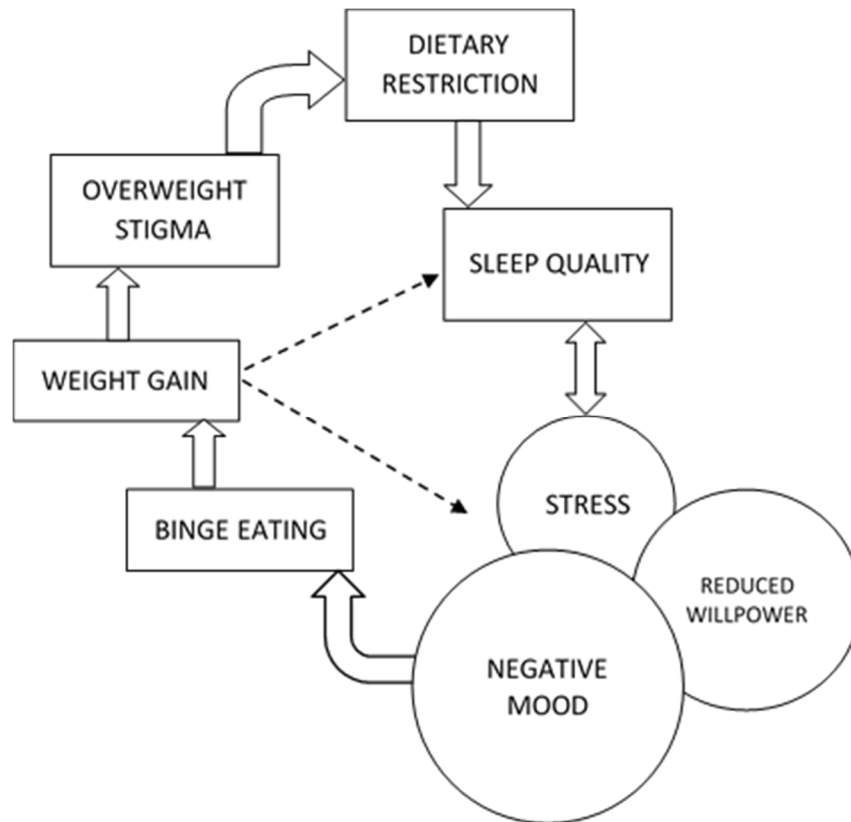 DIETARY
RESTRICTION
OVERWEIGHT
STIGMA
SLEEP QUALITY
WEIGHT GAIN
STRESS
BINGE EATING
REDUCED
WILLPOWER
NEGATIVE
MOOD